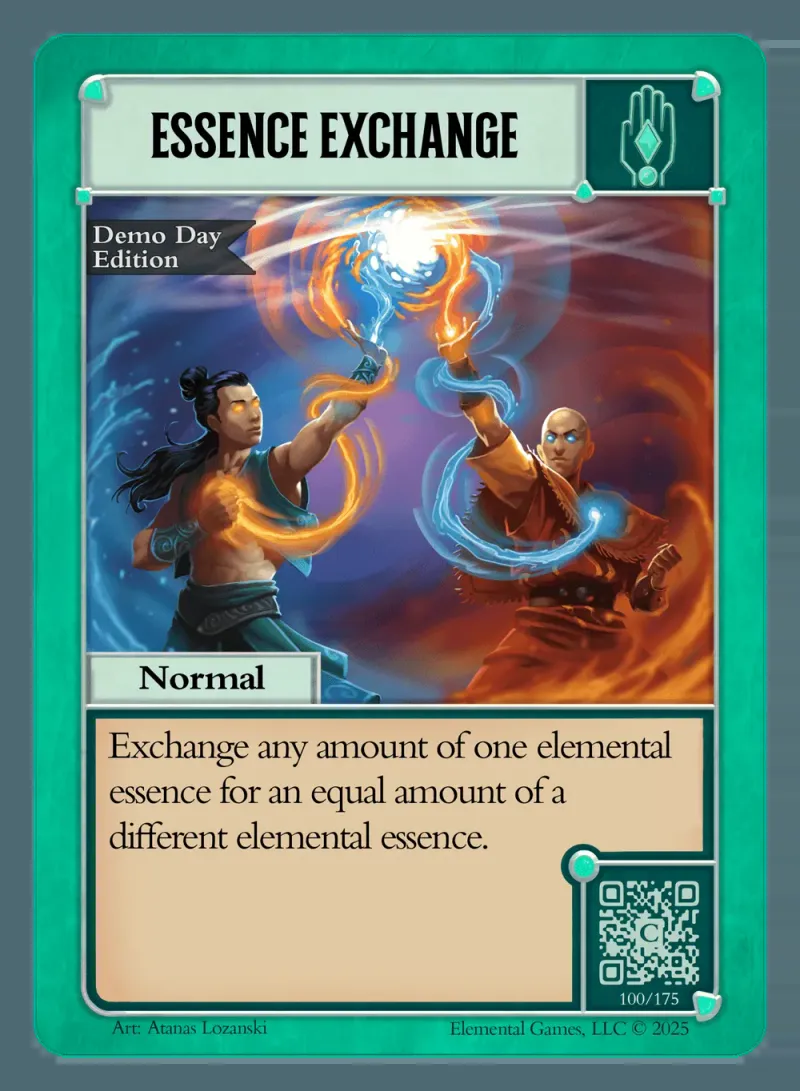 ESSENCE EXCHANGE
Demo Day
Edition
Normal
Exchange any amount of one elemental
essence for an equal amount of a
different elemental essence.
C
100/175
Art: Atanas Lozanski
Elemental Games, LLC © 2025